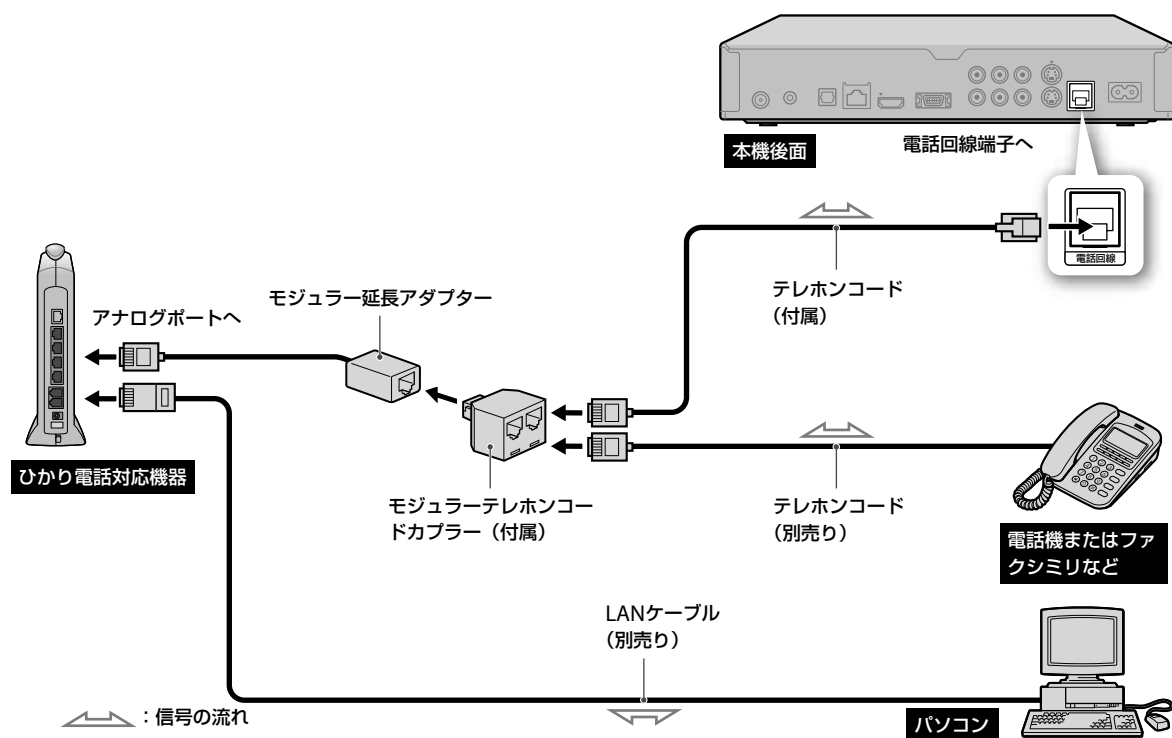 本機後面
電話回線端子へ
電話回線
テレホンコード
（付属）
モジュラー延長アダプター
アナログポートへ
ひかり電話対応機器
モジュラーテレホンコー
ドカプラー（付属）
テレホンコード
（別売り）
電話機またはファ
クシミリなど
LANケーブル
（別売り）
：信号の流れ
パソコン